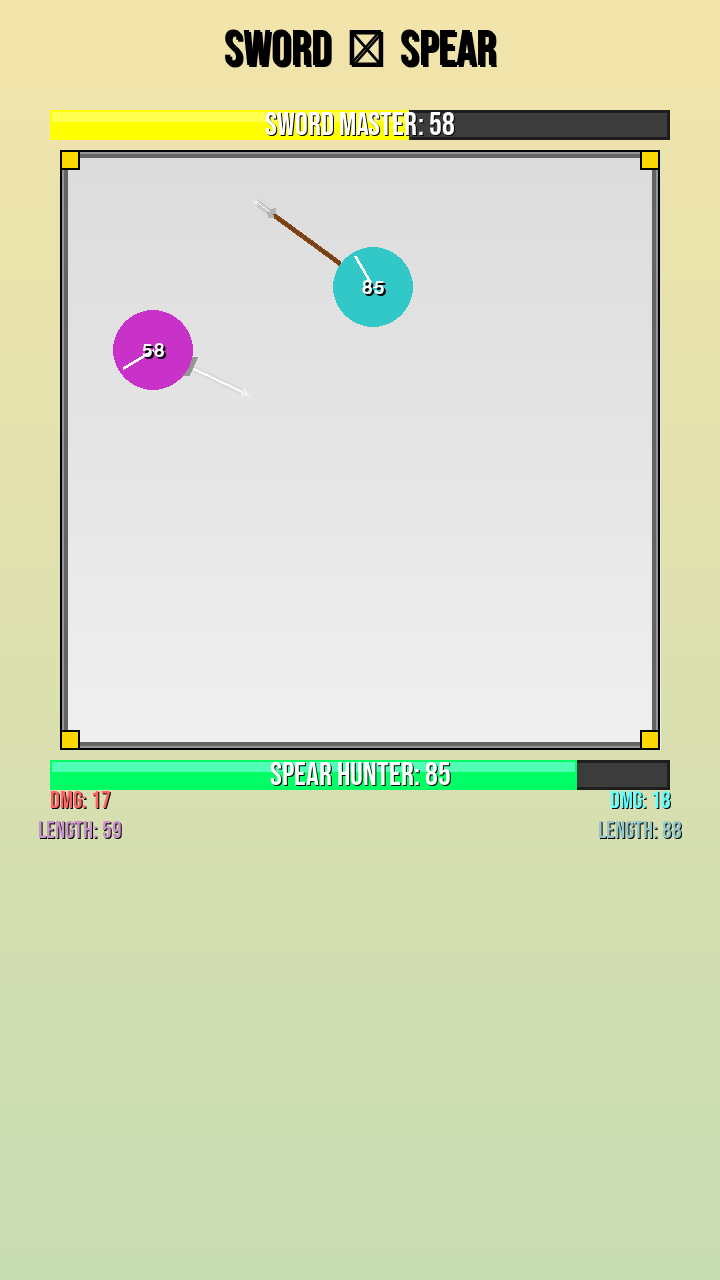 SWORD ⚔ SPEAR
SWORD MASTER: 58
85
58
SPEAR HUNTER: 85
DMG: 17
DMG: 18
LENGTH: 59
LENGTH: 88